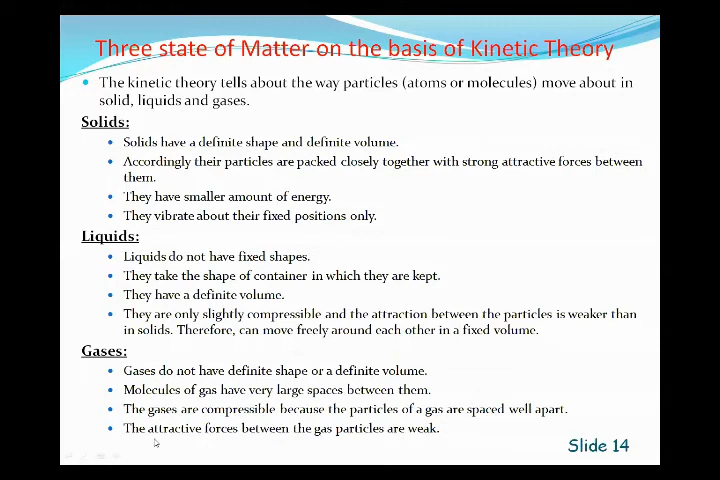 Three state of Matter on the basis of Kinetic Theory
• The kinetic theory tells about the way particles (atoms or molecules) move about in
solid, liquids and gases.
Solids:
• Solids have a definite shape and definite volume.
• Accordingly their particles are packed closely together with strong attractive forces between
them.
• They have smaller amount of energy.
• They vibrate about their fixed positions only.
Liquids:
• Liquids do not have fixed shapes.
• They take the shape of container in which they are kept.
• They have a definite volume.
• They are only slightly compressible and the attraction between the particles is weaker than
in solids. Therefore, can move freely around each other in a fixed volume.
Gases:
• Gases do not have definite shape or a definite volume.
• Molecules of gas have very large spaces between them.
• The gases are compressible because the particles of a gas are spaced well apart.
• The attractive forces between the gas particles are weak.
Slide 14